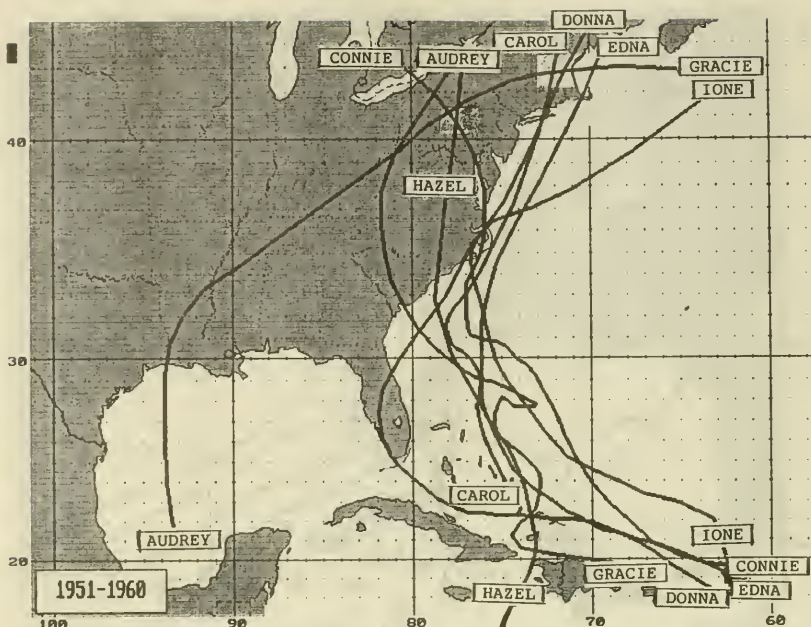 DONNA
CAROL
EDNA
CONNIE
AUDREY
GRACIE
IONE
40
HAZEL
30
CAROL
AUDREY
IONE
20
CONNIE
GRACIE
EDNA
HAZEL
DONNA
1951-1960
100
90
80
70
60